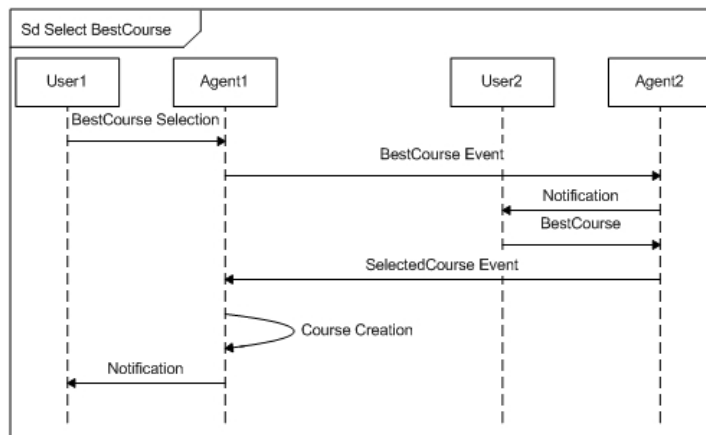 Sd Select BestCourse
User1
Agent1
User2
Agent2
BestCourse Selection
BestCourse Event
Notification
BestCourse
SelectedCourse Event
Course Creation
Notification